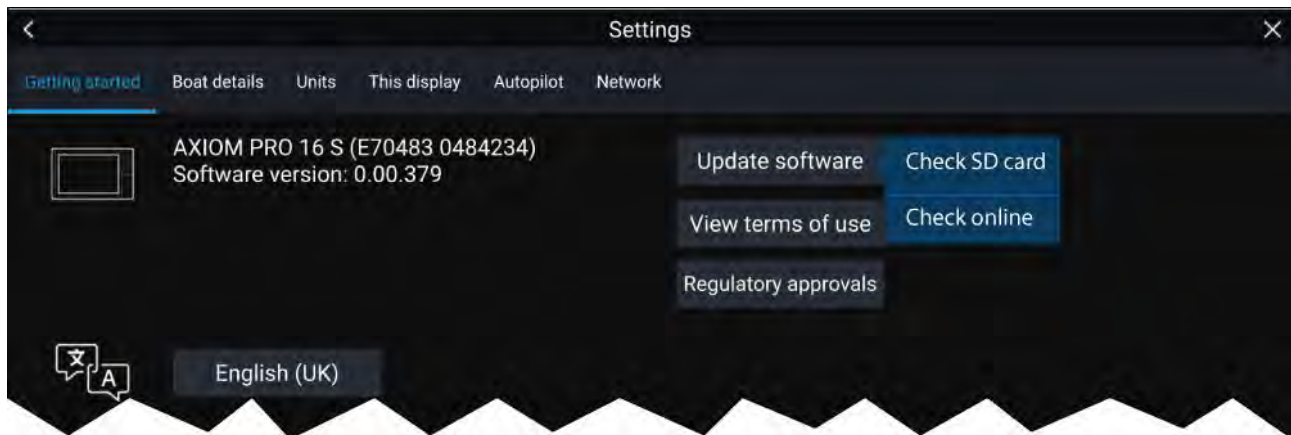 Settings
Getting started Boat details Units This display Autopilot Network
AXIOM PRO 16 S (E70483 0484234)
Software version: 0.00.379
Update software
Check SD card
View terms of use
Check online
Regulatory approvals
文 A
English (UK)